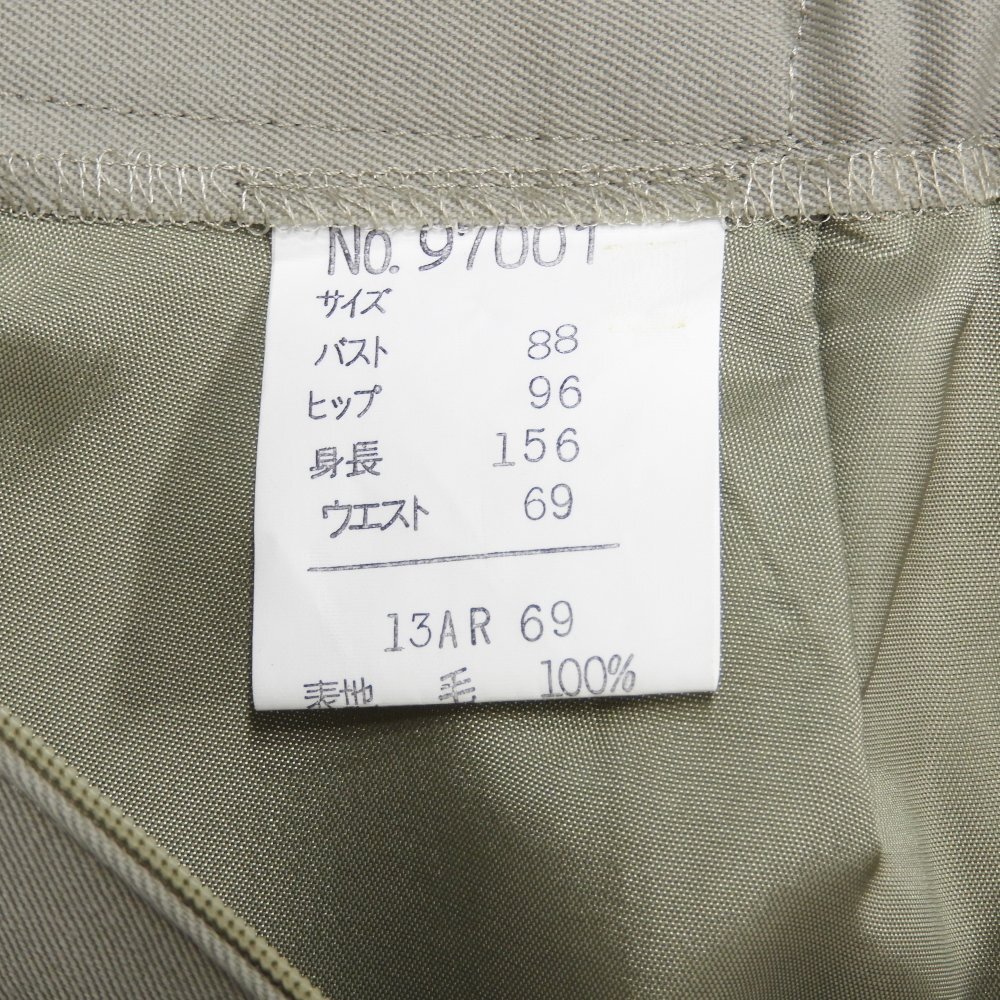 No. 97001
サイズ
バスト 88
ヒップ 96
身長 156
ウエスト 69
13AR 69
表地 毛 100%